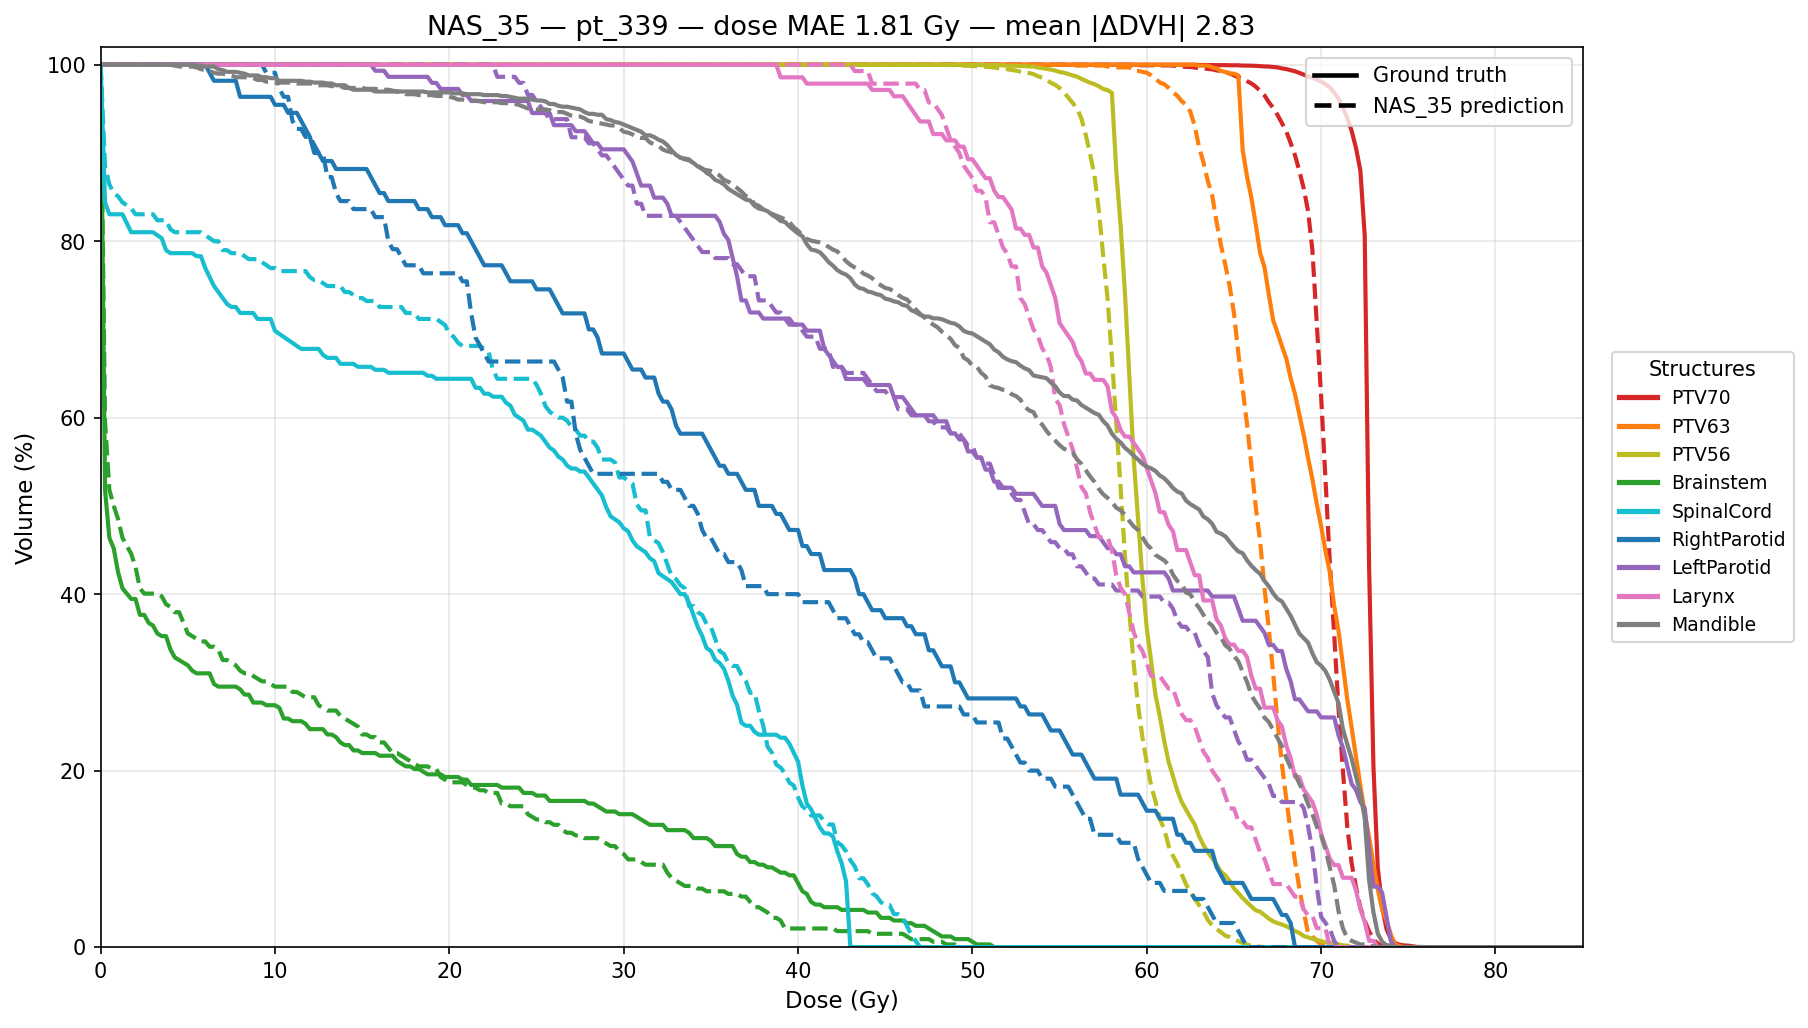 NAS_35 — pt_339 — dose MAE 1.81 Gy — mean |ΔDVH| 2.83
Ground truth
NAS_35 prediction
Volume (%)
100
80
60
40
20
0
0 10 20 30 40 50 60 70 80
Dose (Gy)
Structures
PTV70
PTV63
PTV56
Brainstem
SpinalCord
RightParotid
LeftParotid
Larynx
Mandible